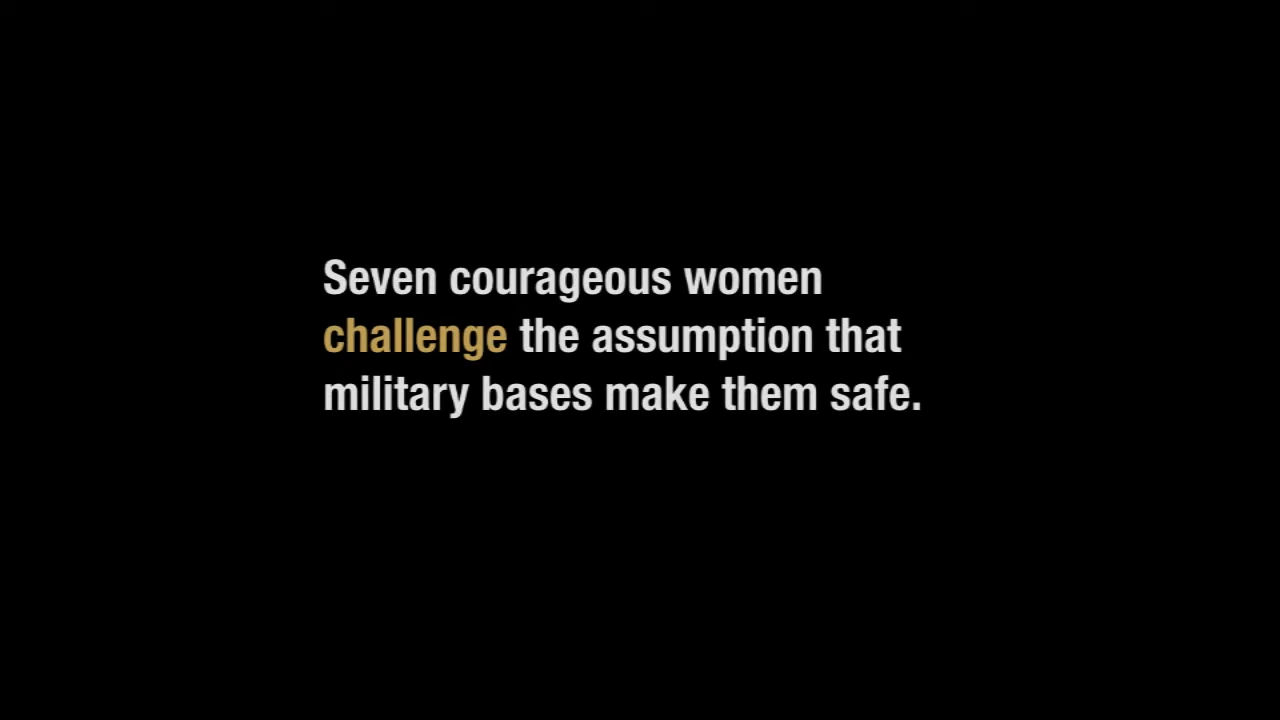 Seven courageous women
challenge the assumption that
military bases make them safe.